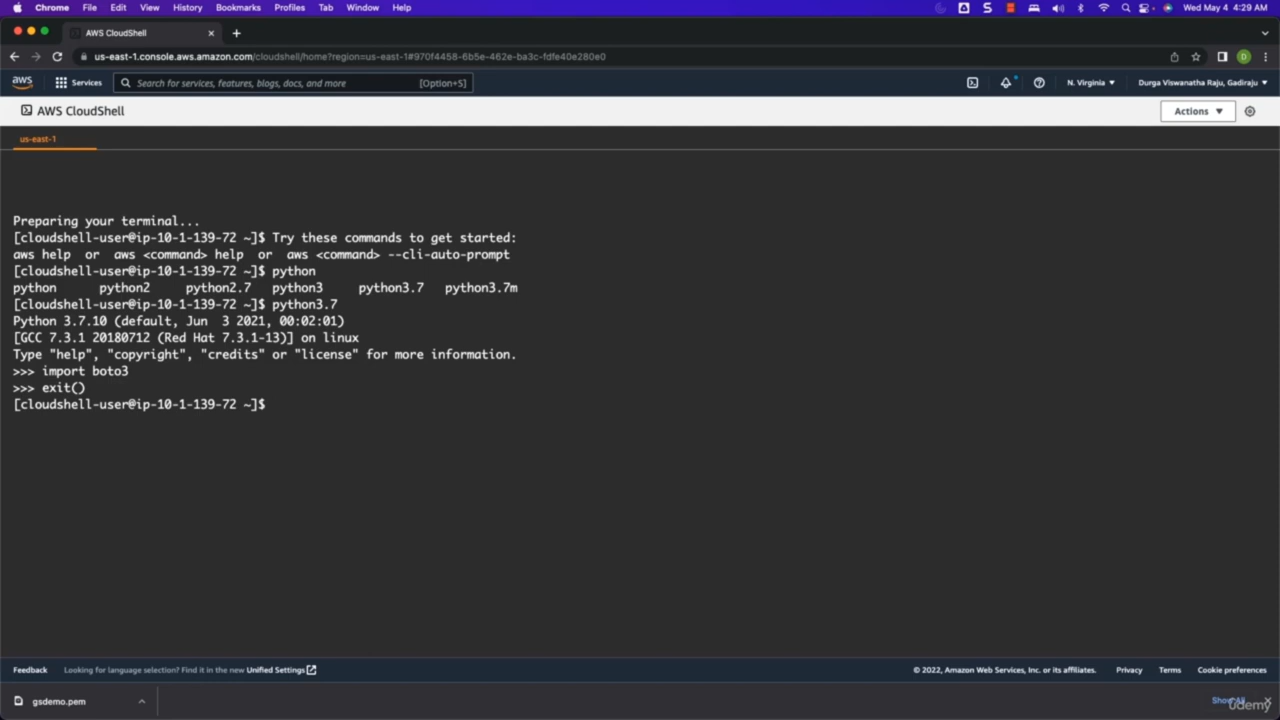 Chrome File Edit View History Bookmarks Profiles Tab Window Help Wed May 4 4:29 AM
AWS CloudShell
us-east-1.console.aws.amazon.com/cloudshell/home?region=us-east-1#970f4458-6b5e-462e-ba3c-fdfe40e280e0
D
aws Services Search for services, features, blogs, docs, and more [Option+S] N. Virginia Durga Viswanatha Raju, Gadiraju
AWS CloudShell Actions
us-east-1
Preparing your terminal...
[cloudshell-user@ip-10-1-139-72 ~]$ Try these commands to get started:
aws help or aws <command> help or aws <command> --cli-auto-prompt
[cloudshell-user@ip-10-1-139-72 ~]$ python
python python2 python2.7 python3 python3.7 python3.7m
[cloudshell-user@ip-10-1-139-72 ~]$ python3.7
Python 3.7.10 (default, Jun 3 2021, 00:02:01)
[GCC 7.3.1 20180712 (Red Hat 7.3.1-13)] on linux
Type "help", "copyright", "credits" or "license" for more information.
>>> import boto3
>>> exit()
[cloudshell-user@ip-10-1-139-72 ~]$
Feedback Looking for language selection? Find it in the new Unified Settings © 2022, Amazon Web Services, Inc. or its affiliates. Privacy Terms Cookie preferences
gsdemo.pem Show All
udemy